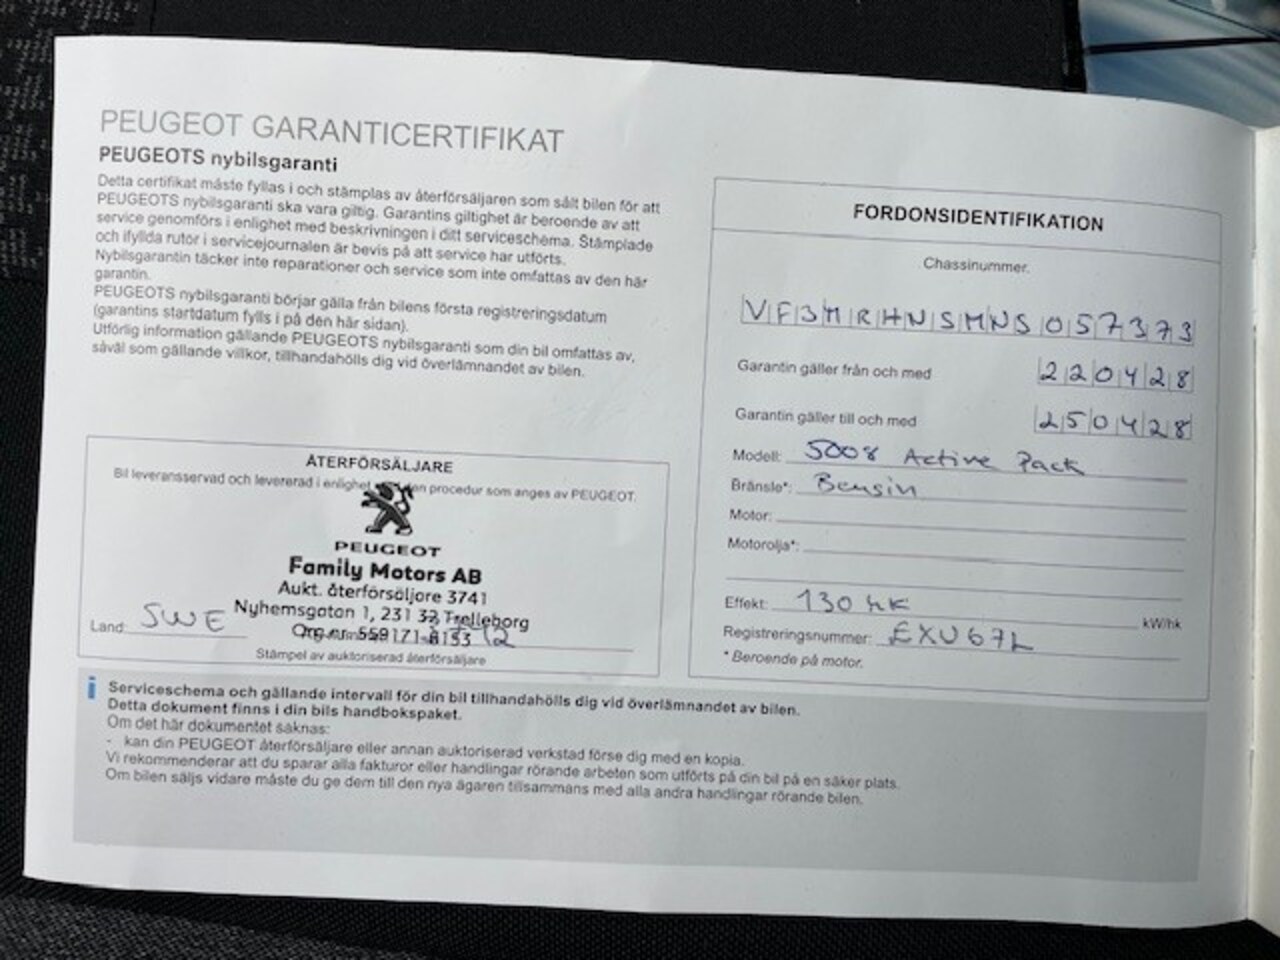 PEUGEOT GARANTICERTIFIKAT
PEUGEOTS nybilsgaranti
Detta certifikat måste fyllas i och stämplas av återförsäljaren som sålt bilen för att
PEUGEOTS nybilsgaranti ska vara giltig. Garantins giltighet är beroende av att
service genomförs i enlighet med beskrivningen i ditt serviceschema. Stämplade
och ifyllda rutor i servicejournalen är bevis på att service har utförts.
Nybilsgarantin täcker inte reparationer och service som inte omfattas av den här
garantin.
PEUGEOTS nybilsgaranti börjar gälla från bilens första registreringsdatum
(garantins startdatum fylls i på den här sidan).
Utförlig information gällande PEUGEOTS nybilsgaranti som din bil omfattas av,
såväl som gällande villkor, tillhandahölls dig vid överlämnandet av bilen.
ÅTERFÖRSÄLJARE
Bil leveransservad och levererad i enlighet den procedur som anges av PEUGEOT.
PEUGEOT
Family Motors AB
Aukt. återförsäljare 3741
Nyhemsgatan 1, 231 32 Trelleborg
Org.nr. 559171-8153
Land: SWE
Stämpel av auktoriserad återförsäljare
FORDONSIDENTIFIKATION
Chassinummer.
VF3MRHNSMNS057373
Garantin gäller från och med 220428
Garantin gäller till och med 250428
Modell: 5008 Active Pack
Bränsle*: Bensin
Motor:
Motorolja*:
Effekt: 130 hk kW/hk
Registreringsnummer: EXU67L
* Beroende på motor.
i Serviceschema och gällande intervall för din bil tillhandahölls dig vid överlämnandet av bilen.
Detta dokument finns i din bils handbokspaket.
Om det här dokumentet saknas:
- kan din PEUGEOT återförsäljare eller annan auktoriserad verkstad förse dig med en kopia.
Vi rekommenderar att du sparar alla fakturor eller handlingar rörande arbeten som utförts på din bil på en säker plats.
Om bilen säljs vidare måste du ge dem till den nya ägaren tillsammans med alla andra handlingar rörande bilen.